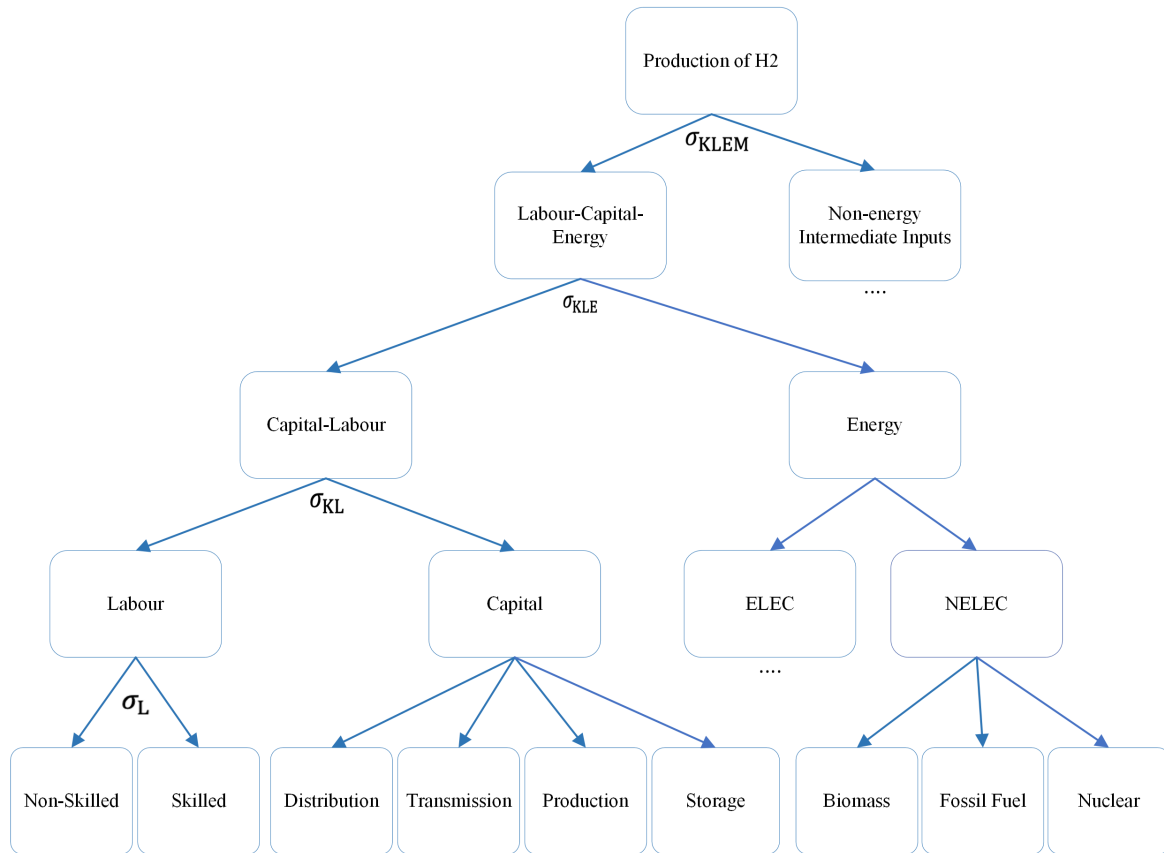 Production of H2
σKLEM
Labour-Capital-
Energy
Non-energy
Intermediate Inputs
....
σKLE
Capital-Labour
Energy
σKL
Labour
Capital
ELEC
NELEC
....
σL
Non-Skilled
Skilled
Distribution
Transmission
Production
Storage
Biomass
Fossil Fuel
Nuclear